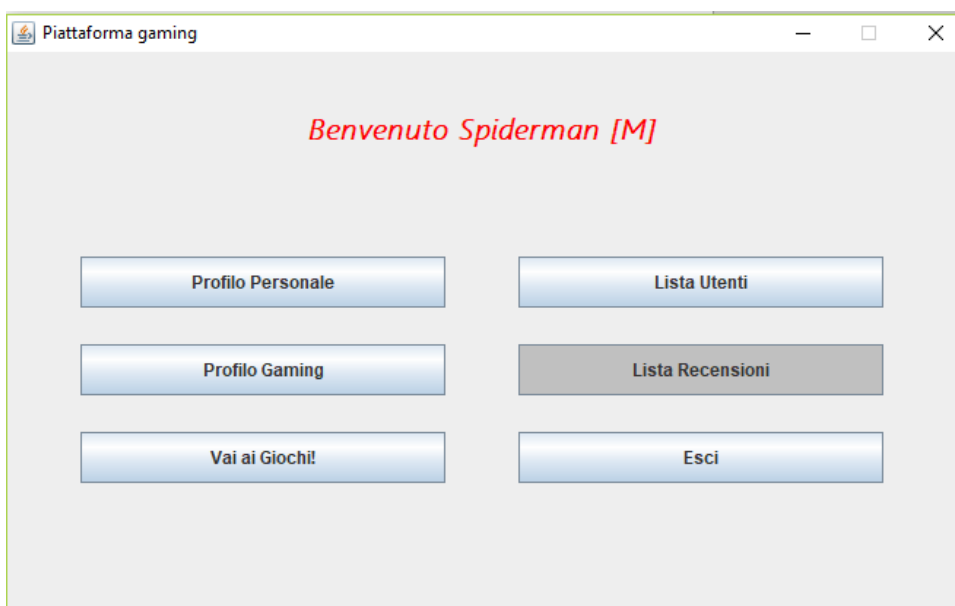 Piattaforma gaming
Benvenuto Spiderman [M]
Profilo Personale
Lista Utenti
Profilo Gaming
Lista Recensioni
Vai ai Giochi!
Esci